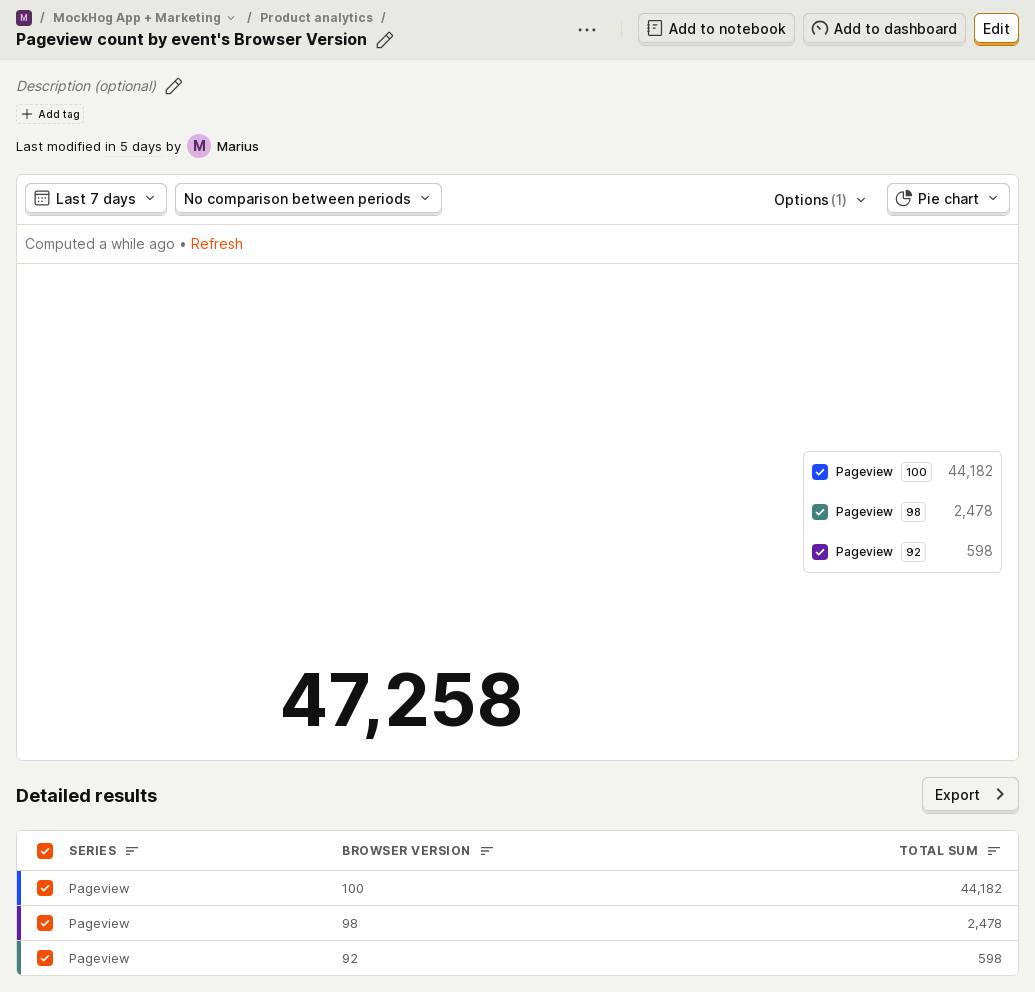 M / MockHog App + Marketing / Product analytics /
Pageview count by event's Browser Version
Add to notebook
Add to dashboard
Edit
Description (optional)
Add tag
Last modified in 5 days by M Marius
Last 7 days
No comparison between periods
Options (1)
Pie chart
Computed a while ago • Refresh
Pageview 100 44,182
Pageview 98 2,478
Pageview 92 598
47,258
Detailed results
Export
SERIES BROWSER VERSION TOTAL SUM
Pageview 100 44,182
Pageview 98 2,478
Pageview 92 598